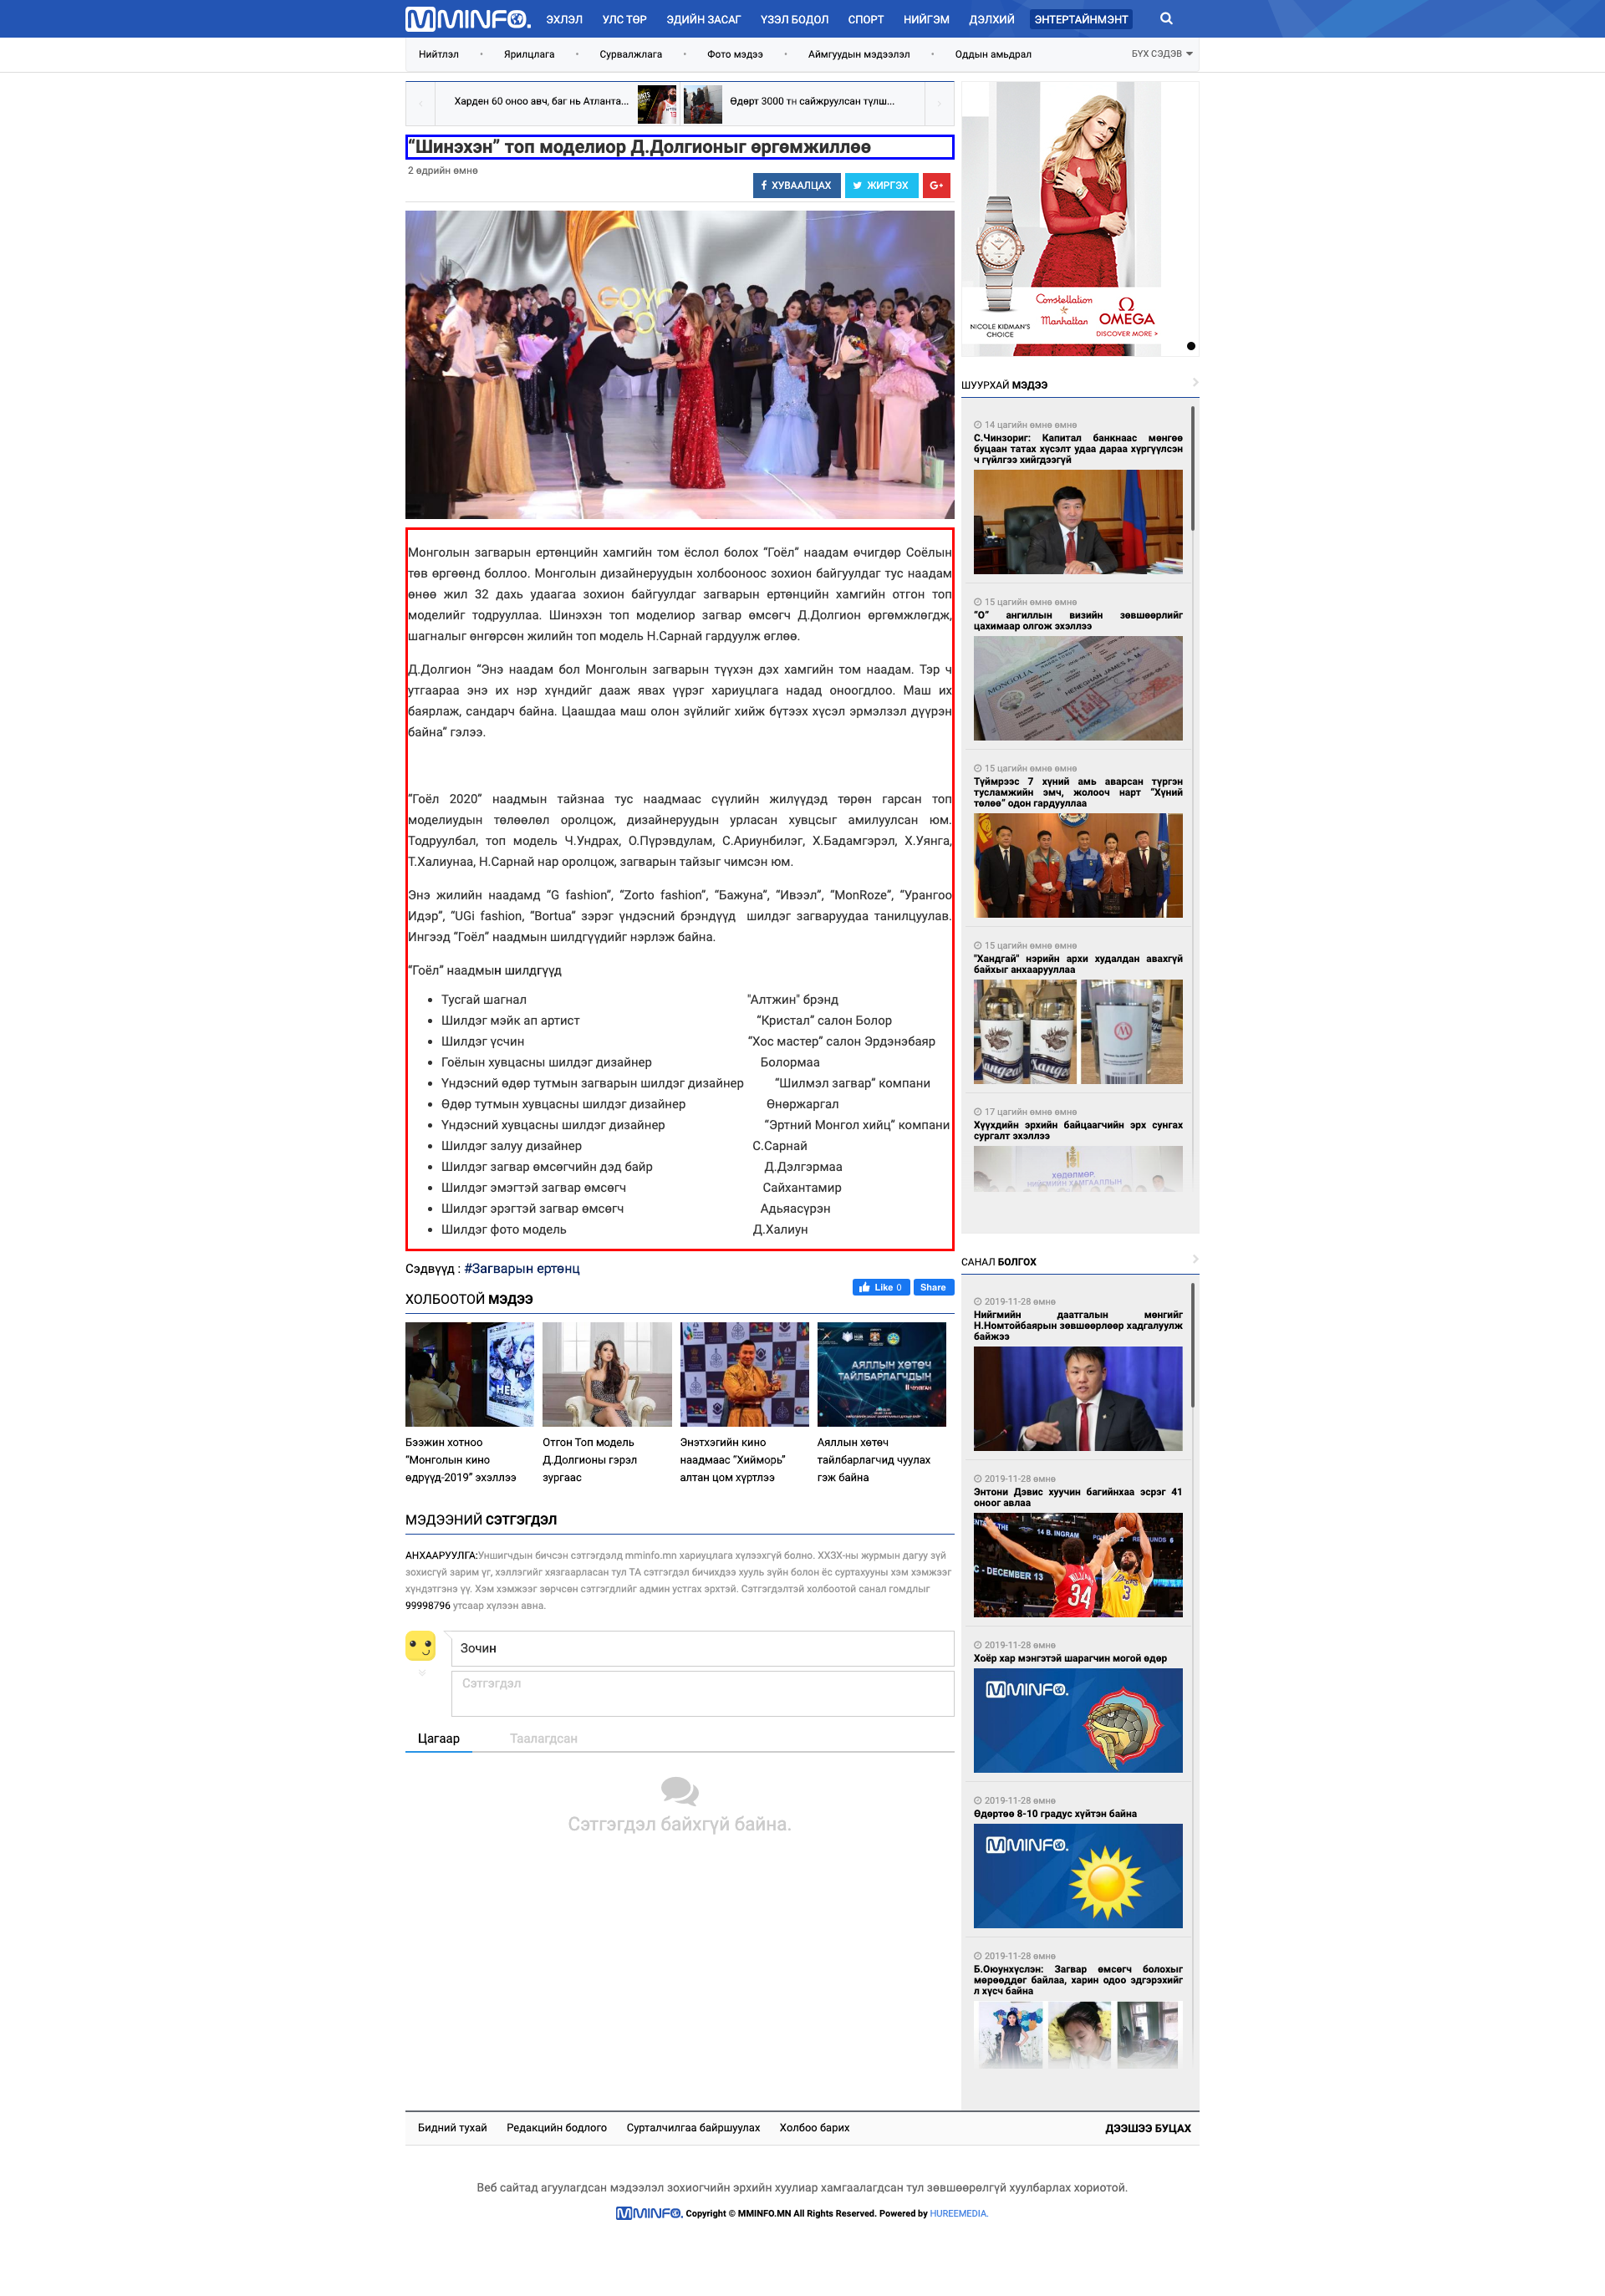 MMINFO. ЭХЛЭЛ УЛС ТӨР ЭДИЙН ЗАСАГ ҮЗЭЛ БОДОЛ СПОРТ НИЙГЭМ ДЭЛХИЙ ЭНТЕРТАЙНМЭНТ
Нийтлэл • Ярилцлага • Сурвалжлага • Фото мэдээ • Аймгуудын мэдээлэл • Оддын амьдрал БҮХ СЭДЭВ
Харден 60 оноо авч, баг нь Атланта... Өдөрт 3000 тн сайжруулсан түлш...
“Шинэхэн” топ моделиор Д.Долгионыг өргөмжиллөө
2 өдрийн өмнө
ХУВААЛЦАХ ЖИРГЭХ G+
Монголын загварын ертөнцийн хамгийн том ёслол болох “Гоёл” наадам өчигдөр Соёлын
төв өргөөнд боллоо. Монголын дизайнеруудын холбооноос зохион байгуулдаг тус наадам
өнөө жил 32 дахь удаагаа зохион байгуулдаг загварын ертөнцийн хамгийн отгон топ
моделийг тодрууллаа. Шинэхэн топ моделиор загвар өмсөгч Д.Долгион өргөмжлөгдж,
шагналыг өнгөрсөн жилийн топ модель Н.Сарнай гардуулж өглөө.
Д.Долгион “Энэ наадам бол Монголын загварын түүхэн дэх хамгийн том наадам. Тэр ч
утгаараа энэ их нэр хүндийг дааж явах үүрэг хариуцлага надад оноогдлоо. Маш их
баярлаж, сандарч байна. Цаашдаа маш олон зүйлийг хийж бүтээх хүсэл эрмэлзэл дүүрэн
байна” гэлээ.
“Гоёл 2020” наадмын тайзнаа тус наадмаас сүүлийн жилүүдэд төрөн гарсан топ
моделиудын төлөөлөл оролцож, дизайнеруудын урласан хувцсыг амилуулсан юм.
Тодруулбал, топ модель Ч.Ундрах, О.Пүрэвдулам, С.Ариунбилэг, Х.Бадамгэрэл, Х.Уянга,
Т.Халиунаа, Н.Сарнай нар оролцож, загварын тайзыг чимсэн юм.
Энэ жилийн наадамд “G fashion”, “Zorto fashion”, “Бажуна”, “Ивээл”, “MonRoze”, “Урангоо
Идэр”, “UGi fashion, “Bortua” зэрэг үндэсний брэндүүд шилдэг загваруудаа танилцуулав.
Ингээд “Гоёл” наадмын шилдгүүдийг нэрлэж байна.
“Гоёл” наадмын шилдгүүд
• Тусгай шагнал "Алтжин" брэнд
• Шилдэг мэйк ап артист “Кристал” салон Болор
• Шилдэг үсчин “Хос мастер” салон Эрдэнэбаяр
• Гоёлын хувцасны шилдэг дизайнер Болормаа
• Үндэсний өдөр тутмын загварын шилдэг дизайнер “Шилмэл загвар” компани
• Өдөр тутмын хувцасны шилдэг дизайнер Өнөржаргал
• Үндэсний хувцасны шилдэг дизайнер “Эртний Монгол хийц” компани
• Шилдэг залуу дизайнер С.Сарнай
• Шилдэг загвар өмсөгчийн дэд байр Д.Дэлгэрмаа
• Шилдэг эмэгтэй загвар өмсөгч Сайхантамир
• Шилдэг эрэгтэй загвар өмсөгч Адьяасүрэн
• Шилдэг фото модель Д.Халиун
Сэдвүүд : #Загварын ертөнц
Like 0 Share
ХОЛБООТОЙ МЭДЭЭ
АЯЛЛЫН ХӨТӨЧ
ТАЙЛБАРЛАГЧДЫН
Бээжин хотноо
“Монголын кино
өдрүүд-2019” эхэллээ
Отгон Топ модель
Д.Долгионы гэрэл
зургаас
Энэтхэгийн кино
наадмаас “Хийморь”
алтан цом хүртлээ
Аяллын хөтөч
тайлбарлагчид чуулах
гэж байна
МЭДЭЭНИЙ СЭТГЭГДЭЛ
АНХААРУУЛГА:Уншигчдын бичсэн сэтгэгдэлд mminfo.mn хариуцлага хүлээхгүй болно. ХХЗХ-ны журмын дагуу зүй
зохисгүй зарим үг, хэллэгийг хязгаарласан тул ТА сэтгэгдэл бичихдээ хууль зүйн болон ёс суртахууны хэм хэмжээг
хүндэтгэнэ үү. Хэм хэмжээг зөрчсөн сэтгэгдлийг админ устгах эрхтэй. Сэтгэгдэлтэй холбоотой санал гомдлыг
99998796 утсаар хүлээн авна.
Зочин
Сэтгэгдэл
Цагаар Таалагдсан
Сэтгэгдэл байхгүй байна.
Constellation
Manhattan
Ω
OMEGA
NICOLE KIDMAN'S
CHOICE
DISCOVER MORE >
ШУУРХАЙ МЭДЭЭ
14 цагийн өмнө өмнө
С.Чинзориг: Капитал банкнаас мөнгөө
буцаан татах хүсэлт удаа дараа хүргүүлсэн
ч гүйлгээ хийгдээгүй
15 цагийн өмнө өмнө
“О” ангиллын визийн зөвшөөрлийг
цахимаар олгож эхэллээ
MONGOLIA
15 цагийн өмнө өмнө
Түймрээс 7 хүний амь аварсан түргэн
тусламжийн эмч, жолооч нарт “Хүний
төлөө” одон гардууллаа
15 цагийн өмнө өмнө
"Хандгай" нэрийн архи худалдан авахгүй
байхыг анхаарууллаа
17 цагийн өмнө өмнө
Хүүхдийн эрхийн байцаагчийн эрх сунгах
сургалт эхэллээ
ХӨДӨЛМӨР,
НИЙГМИЙН ХАМГААЛЛЫН
САНАЛ БОЛГОХ
2019-11-28 өмнө
Нийгмийн даатгалын мөнгийг
Н.Номтойбаярын зөвшөөрлөөр хадгалуулж
байжээ
2019-11-28 өмнө
Энтони Дэвис хуучин багийнхаа эсрэг 41
оноог авлаа
14 B. INGRAM
- DECEMBER 13
34
3
2019-11-28 өмнө
Хоёр хар мэнгэтэй шарагчин могой өдөр
MMINFO.
2019-11-28 өмнө
Өдөртөө 8-10 градус хүйтэн байна
MMINFO.
2019-11-28 өмнө
Б.Оюунхүслэн: Загвар өмсөгч болохыг
мөрөөддөг байлаа, харин одоо эдгэрэхийг
л хүсч байна
Бидний тухай Редакцийн бодлого Сурталчилгаа байршуулах Холбоо барих ДЭЭШЭЭ БУЦАХ
Веб сайтад агуулагдсан мэдээлэл зохиогчийн эрхийн хуулиар хамгаалагдсан тул зөвшөөрөлгүй хуулбарлах хориотой.
MMINFO. Copyright © MMINFO.MN All Rights Reserved. Powered by HUREEMEDIA.